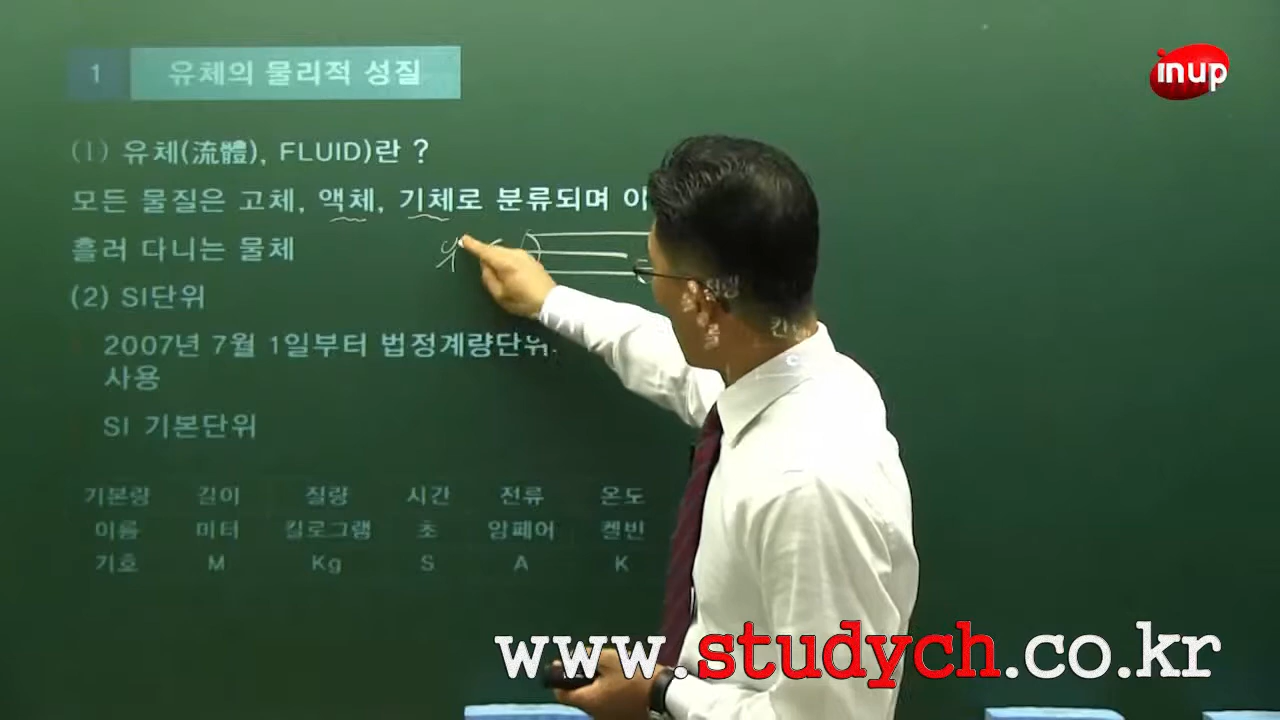 1 유체의 물리적 성질
inup
(1) 유체(流體), FLUID)란 ?
모든 물질은 고체, 액체, 기체로 분류되며 이
흘러 다니는 물체
(2) SI단위
2007년 7월 1일부터 법정계량단위
사용
SI 기본단위
기본량 길이 질량 시간 전류 온도
이름 미터 킬로그램 초 암페어 켈빈
기호 M Kg S A K
www.studych.co.kr